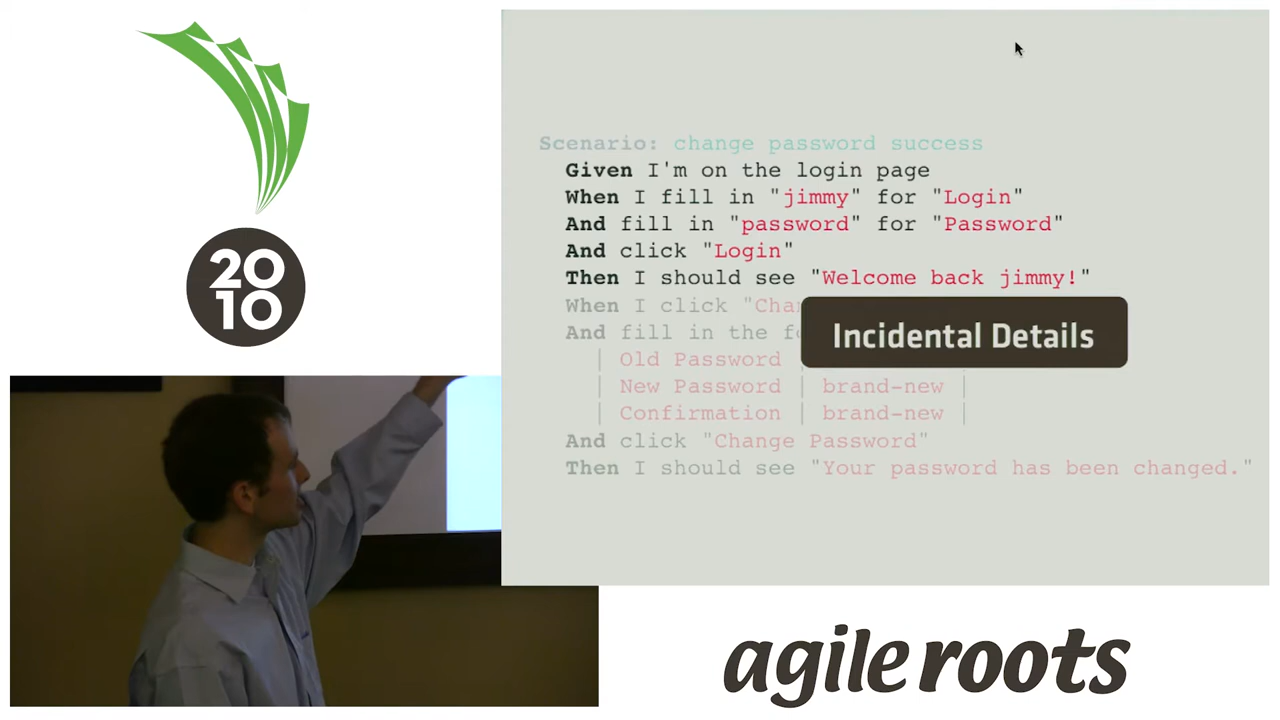 20
10
Scenario: change password success
Given I'm on the login page
When I fill in "jimmy" for "Login"
And fill in "password" for "Password"
And click "Login"
Then I should see "Welcome back jimmy!"
When I click "Cha
And fill in the fo
Incidental Details
| Old Password |
| New Password | brand-new |
| Confirmation | brand-new |
And click "Change Password"
Then I should see "Your password has been changed."
agile roots